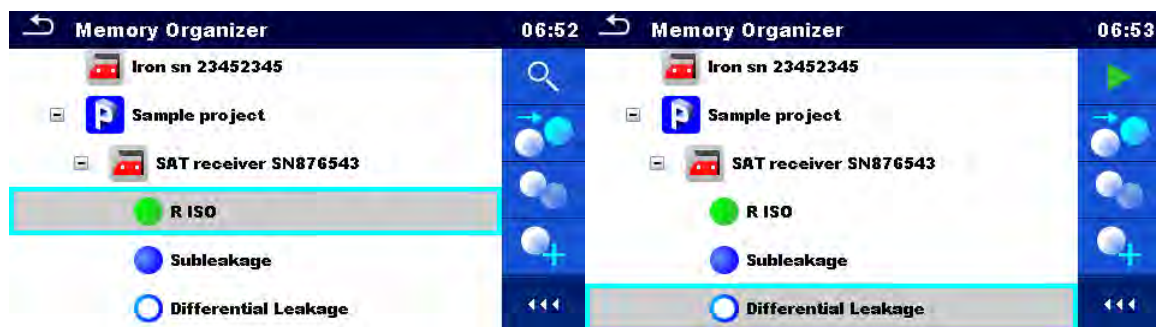 Memory Organizer 06:52
Iron sn 23452345
Sample project
SAT receiver SN876543
R ISO
Subleakage
Differential Leakage
Memory Organizer 06:53
Iron sn 23452345
Sample project
SAT receiver SN876543
R ISO
Subleakage
Differential Leakage